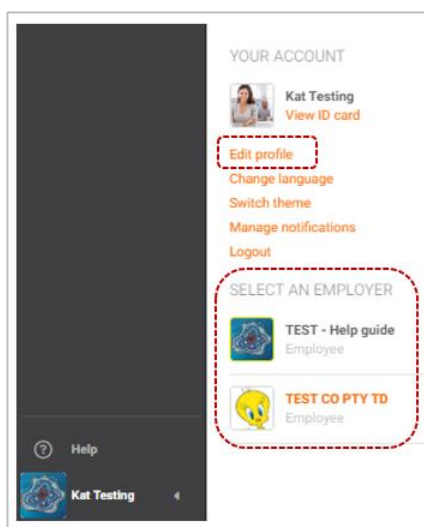 YOUR ACCOUNT
Kat Testing
View ID card
Edit profile
Change language
Switch theme
Manage notifications
Logout
SELECT AN EMPLOYER
TEST - Help guide
Employee
TEST CO PTY TD
Employee
Help
Kat Testing